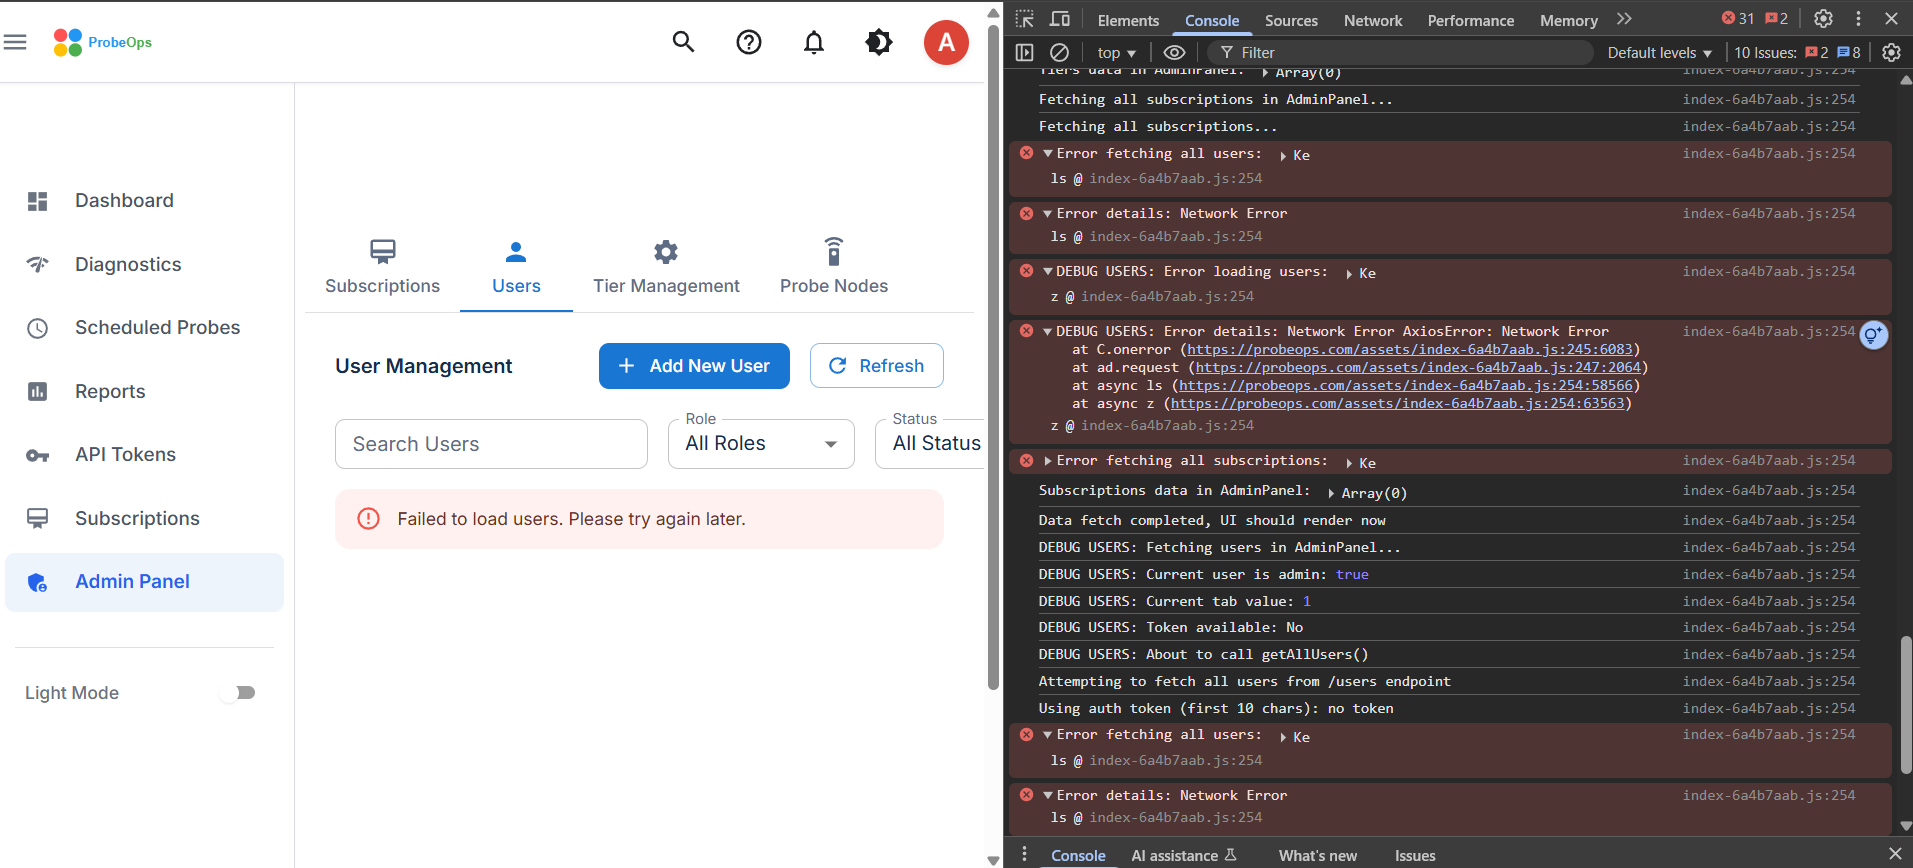 ProbeOps
A
Dashboard
Diagnostics
Scheduled Probes
Reports
API Tokens
Subscriptions
Admin Panel
Light Mode
Subscriptions
Users
Tier Management
Probe Nodes
User Management
Add New User
Refresh
Search Users
Role
All Roles
Status
All Status
Failed to load users. Please try again later.
Elements Console Sources Network Performance Memory 31 2
top Filter Default levels 10 Issues: 2 8
Tiers data in AdminPanel: Array(0) index-6a4b7aab.js:254
Fetching all subscriptions in AdminPanel... index-6a4b7aab.js:254
Fetching all subscriptions... index-6a4b7aab.js:254
Error fetching all users: Ke index-6a4b7aab.js:254
ls @ index-6a4b7aab.js:254
Error details: Network Error index-6a4b7aab.js:254
ls @ index-6a4b7aab.js:254
DEBUG USERS: Error loading users: Ke index-6a4b7aab.js:254
z @ index-6a4b7aab.js:254
DEBUG USERS: Error details: Network Error AxiosError: Network Error index-6a4b7aab.js:254
at C.onerror (https://probeops.com/assets/index-6a4b7aab.js:245:6083)
at ad.request (https://probeops.com/assets/index-6a4b7aab.js:247:2064)
at async ls (https://probeops.com/assets/index-6a4b7aab.js:254:58566)
at async z (https://probeops.com/assets/index-6a4b7aab.js:254:63563)
z @ index-6a4b7aab.js:254
Error fetching all subscriptions: Ke index-6a4b7aab.js:254
Subscriptions data in AdminPanel: Array(0) index-6a4b7aab.js:254
Data fetch completed, UI should render now index-6a4b7aab.js:254
DEBUG USERS: Fetching users in AdminPanel... index-6a4b7aab.js:254
DEBUG USERS: Current user is admin: true index-6a4b7aab.js:254
DEBUG USERS: Current tab value: 1 index-6a4b7aab.js:254
DEBUG USERS: Token available: No index-6a4b7aab.js:254
DEBUG USERS: About to call getAllUsers() index-6a4b7aab.js:254
Attempting to fetch all users from /users endpoint index-6a4b7aab.js:254
Using auth token (first 10 chars): no token index-6a4b7aab.js:254
Error fetching all users: Ke index-6a4b7aab.js:254
ls @ index-6a4b7aab.js:254
Error details: Network Error index-6a4b7aab.js:254
ls @ index-6a4b7aab.js:254
Console AI assistance What's new Issues